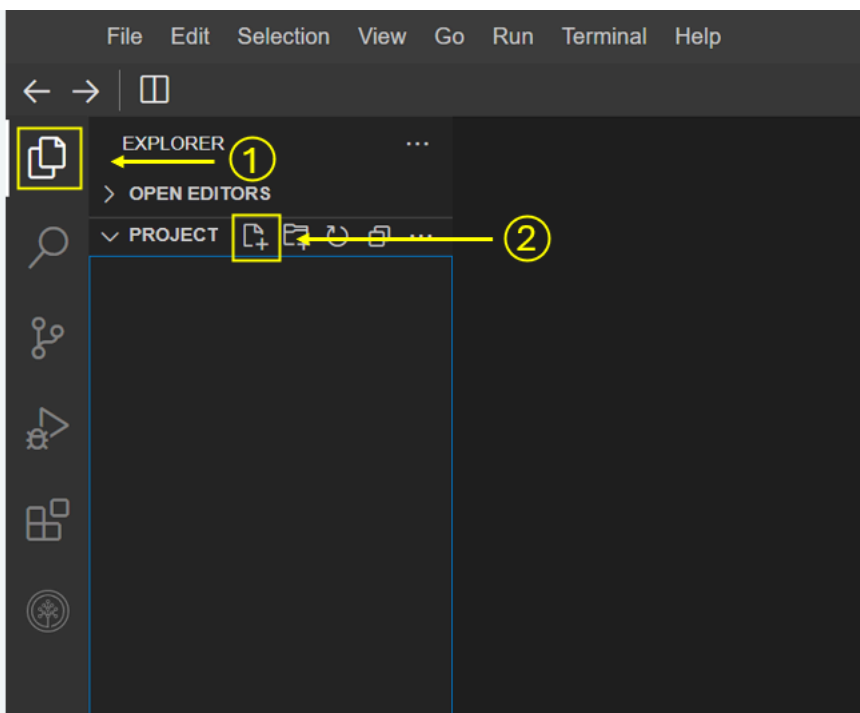 File Edit Selection View Go Run Terminal Help
EXPLORER
1
OPEN EDITORS
PROJECT
2